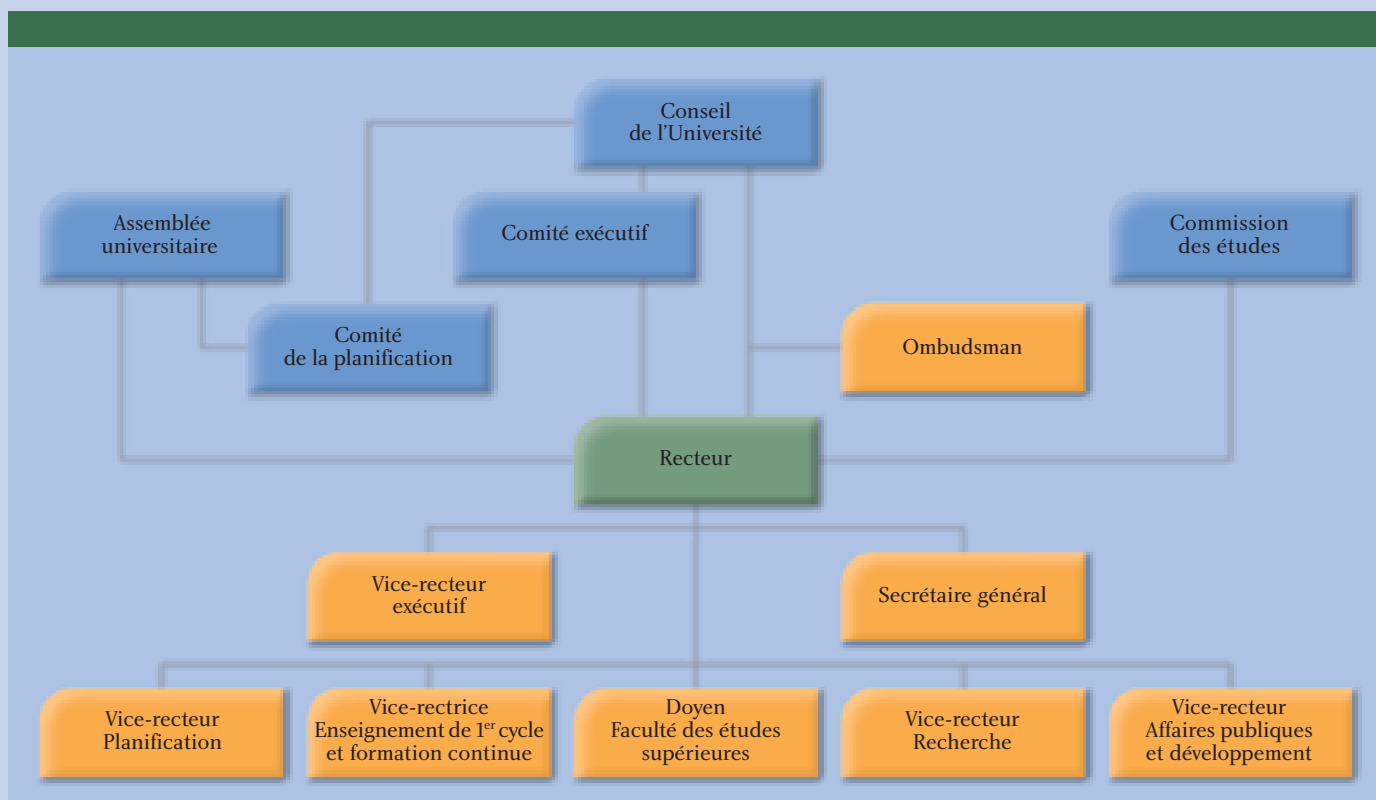 Conseil
de l'Université
Assemblée
universitaire
Comité exécutif
Commission
des études
Comité
de la planification
Ombudsman
Recteur
Vice-recteur
exécutif
Secrétaire général
Vice-recteur
Planification
Vice-rectrice
Enseignement de 1er cycle
et formation continue
Doyen
Faculté des études
supérieures
Vice-recteur
Recherche
Vice-recteur
Affaires publiques
et développement